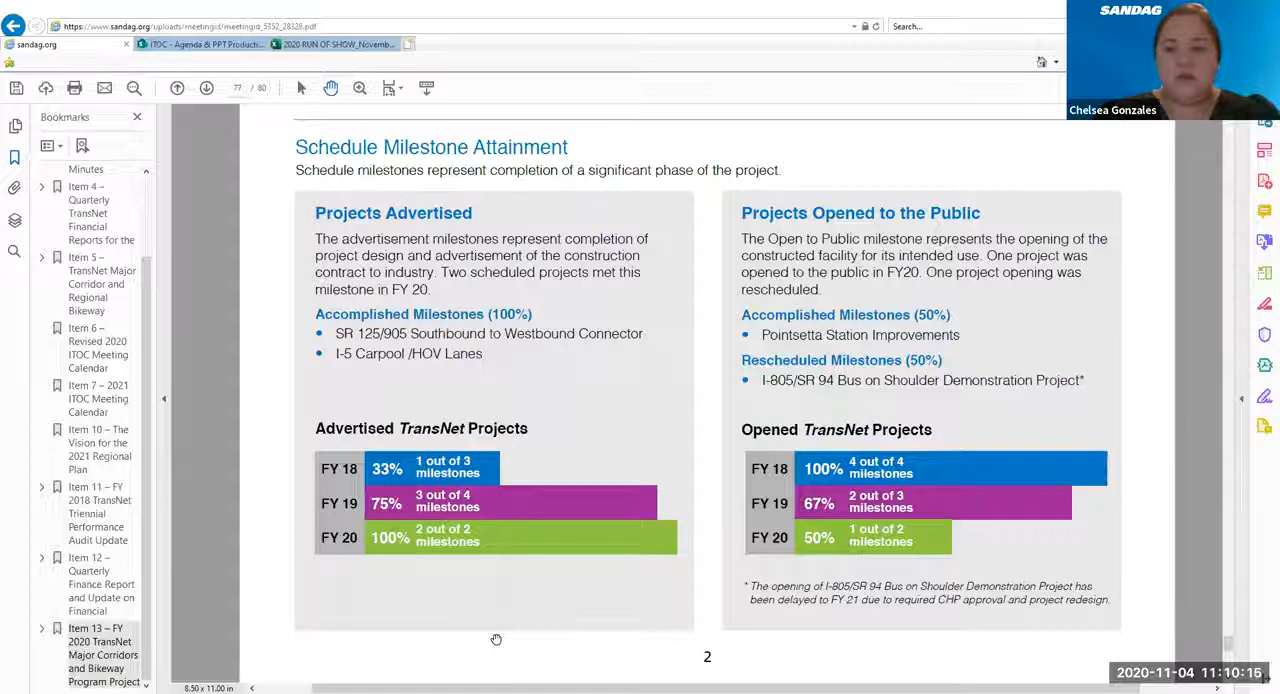 https://www.sandag.org/uploads/meetingid/meetingid_5352_28328.pdf
Search...
SANDAG
sandag.org
ITOC - Agenda & PPT Producti...
2020 RUN OF SHOW_Novemb...
77 / 80
Chelsea Gonzales
Bookmarks
Minutes
Item 4 –
Quarterly
TransNet
Financial
Reports for the
Item 5 –
TransNet Major
Corridor and
Regional
Bikeway
Item 6 –
Revised 2020
ITOC Meeting
Calendar
Item 7 – 2021
ITOC Meeting
Calendar
Item 10 – The
Vision for the
2021 Regional
Plan
Item 11 – FY
2018 TransNet
Triennial
Performance
Audit Update
Item 12 –
Quarterly
Finance Report
and Update on
Financial
Item 13 – FY
2020 TransNet
Major Corridors
and Bikeway
Program Project
Schedule Milestone Attainment
Schedule milestones represent completion of a significant phase of the project.
Projects Advertised
The advertisement milestones represent completion of
project design and advertisement of the construction
contract to industry. Two scheduled projects met this
milestone in FY 20.
Accomplished Milestones (100%)
• SR 125/905 Southbound to Westbound Connector
• I-5 Carpool /HOV Lanes
Advertised TransNet Projects
FY 18 33% 1 out of 3
milestones
FY 19 75% 3 out of 4
milestones
FY 20 100% 2 out of 2
milestones
Projects Opened to the Public
The Open to Public milestone represents the opening of the
constructed facility for its intended use. One project was
opened to the public in FY20. One project opening was
rescheduled.
Accomplished Milestones (50%)
• Pointsetta Station Improvements
Rescheduled Milestones (50%)
• I-805/SR 94 Bus on Shoulder Demonstration Project*
Opened TransNet Projects
FY 18 100% 4 out of 4
milestones
FY 19 67% 2 out of 3
milestones
FY 20 50% 1 out of 2
milestones
* The opening of I-805/SR 94 Bus on Shoulder Demonstration Project has
been delayed to FY 21 due to required CHP approval and project redesign.
2
8.50 x 11.00 in
2020-11-04 11:10:15